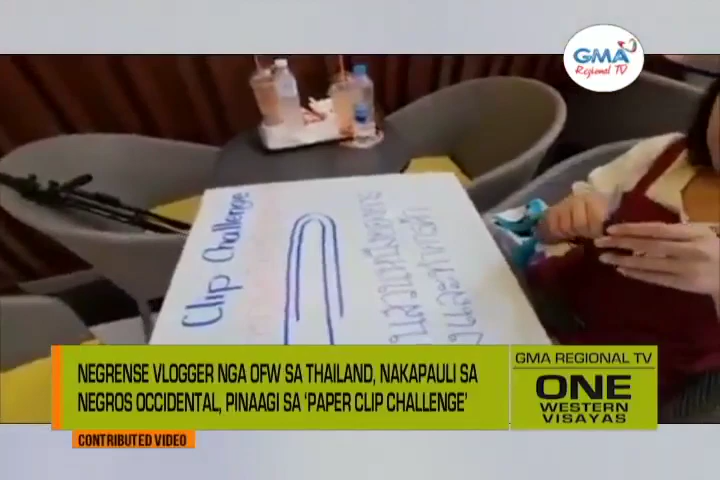 GMA
Regional TV
Clip Challenge
NEGRENSE VLOGGER NGA OFW SA THAILAND, NAKAPAULI SA
NEGROS OCCIDENTAL, PINAAGI SA ‘PAPER CLIP CHALLENGE’
GMA REGIONAL TV
ONE
WESTERN
VISAYAS
CONTRIBUTED VIDEO